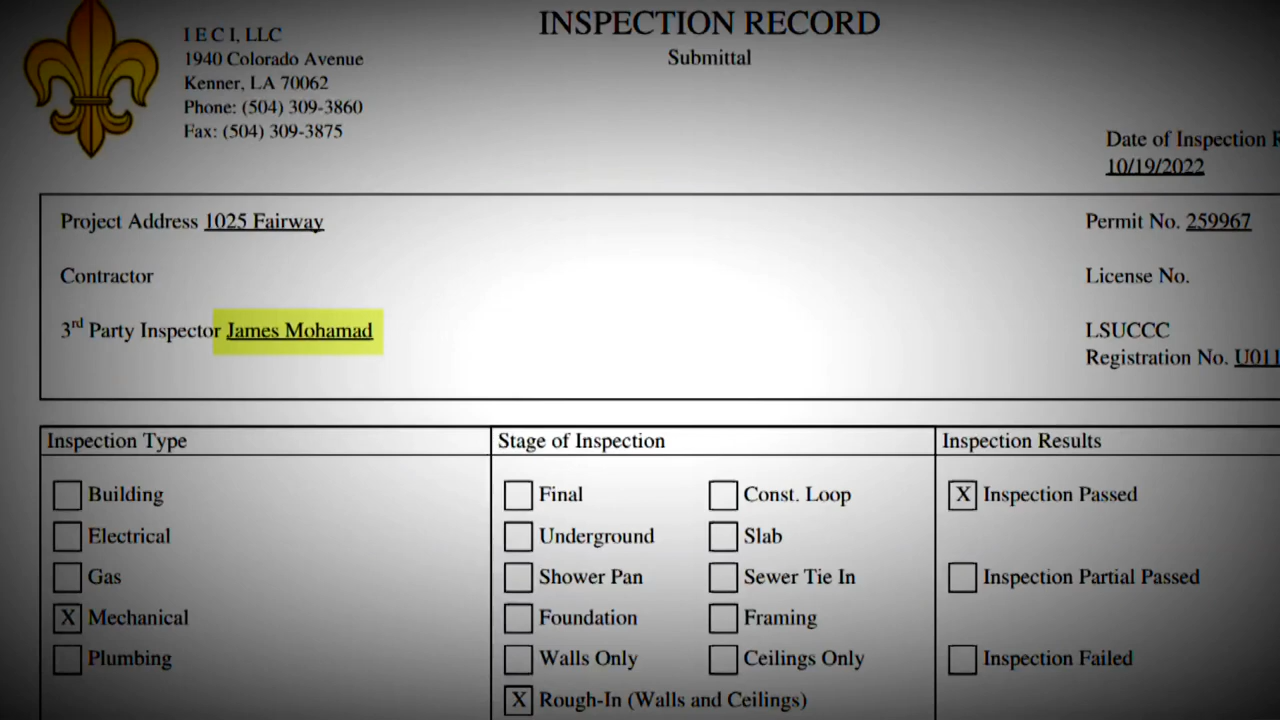 I E C I, LLC
1940 Colorado Avenue
Kenner, LA 70062
Phone: (504) 309-3860
Fax: (504) 309-3875
INSPECTION RECORD
Submittal
Date of Inspection
10/19/2022
Project Address 1025 Fairway
Permit No. 259967
Contractor
License No.
3rd Party Inspector James Mohamad
LSUCCC
Registration No. U011
Inspection Type
Stage of Inspection
Inspection Results
Building
Electrical
Gas
X Mechanical
Plumbing
Final
Const. Loop
Underground
Slab
Shower Pan
Sewer Tie In
Foundation
Framing
Walls Only
Ceilings Only
X Rough-In (Walls and Ceilings)
X Inspection Passed
Inspection Partial Passed
Inspection Failed